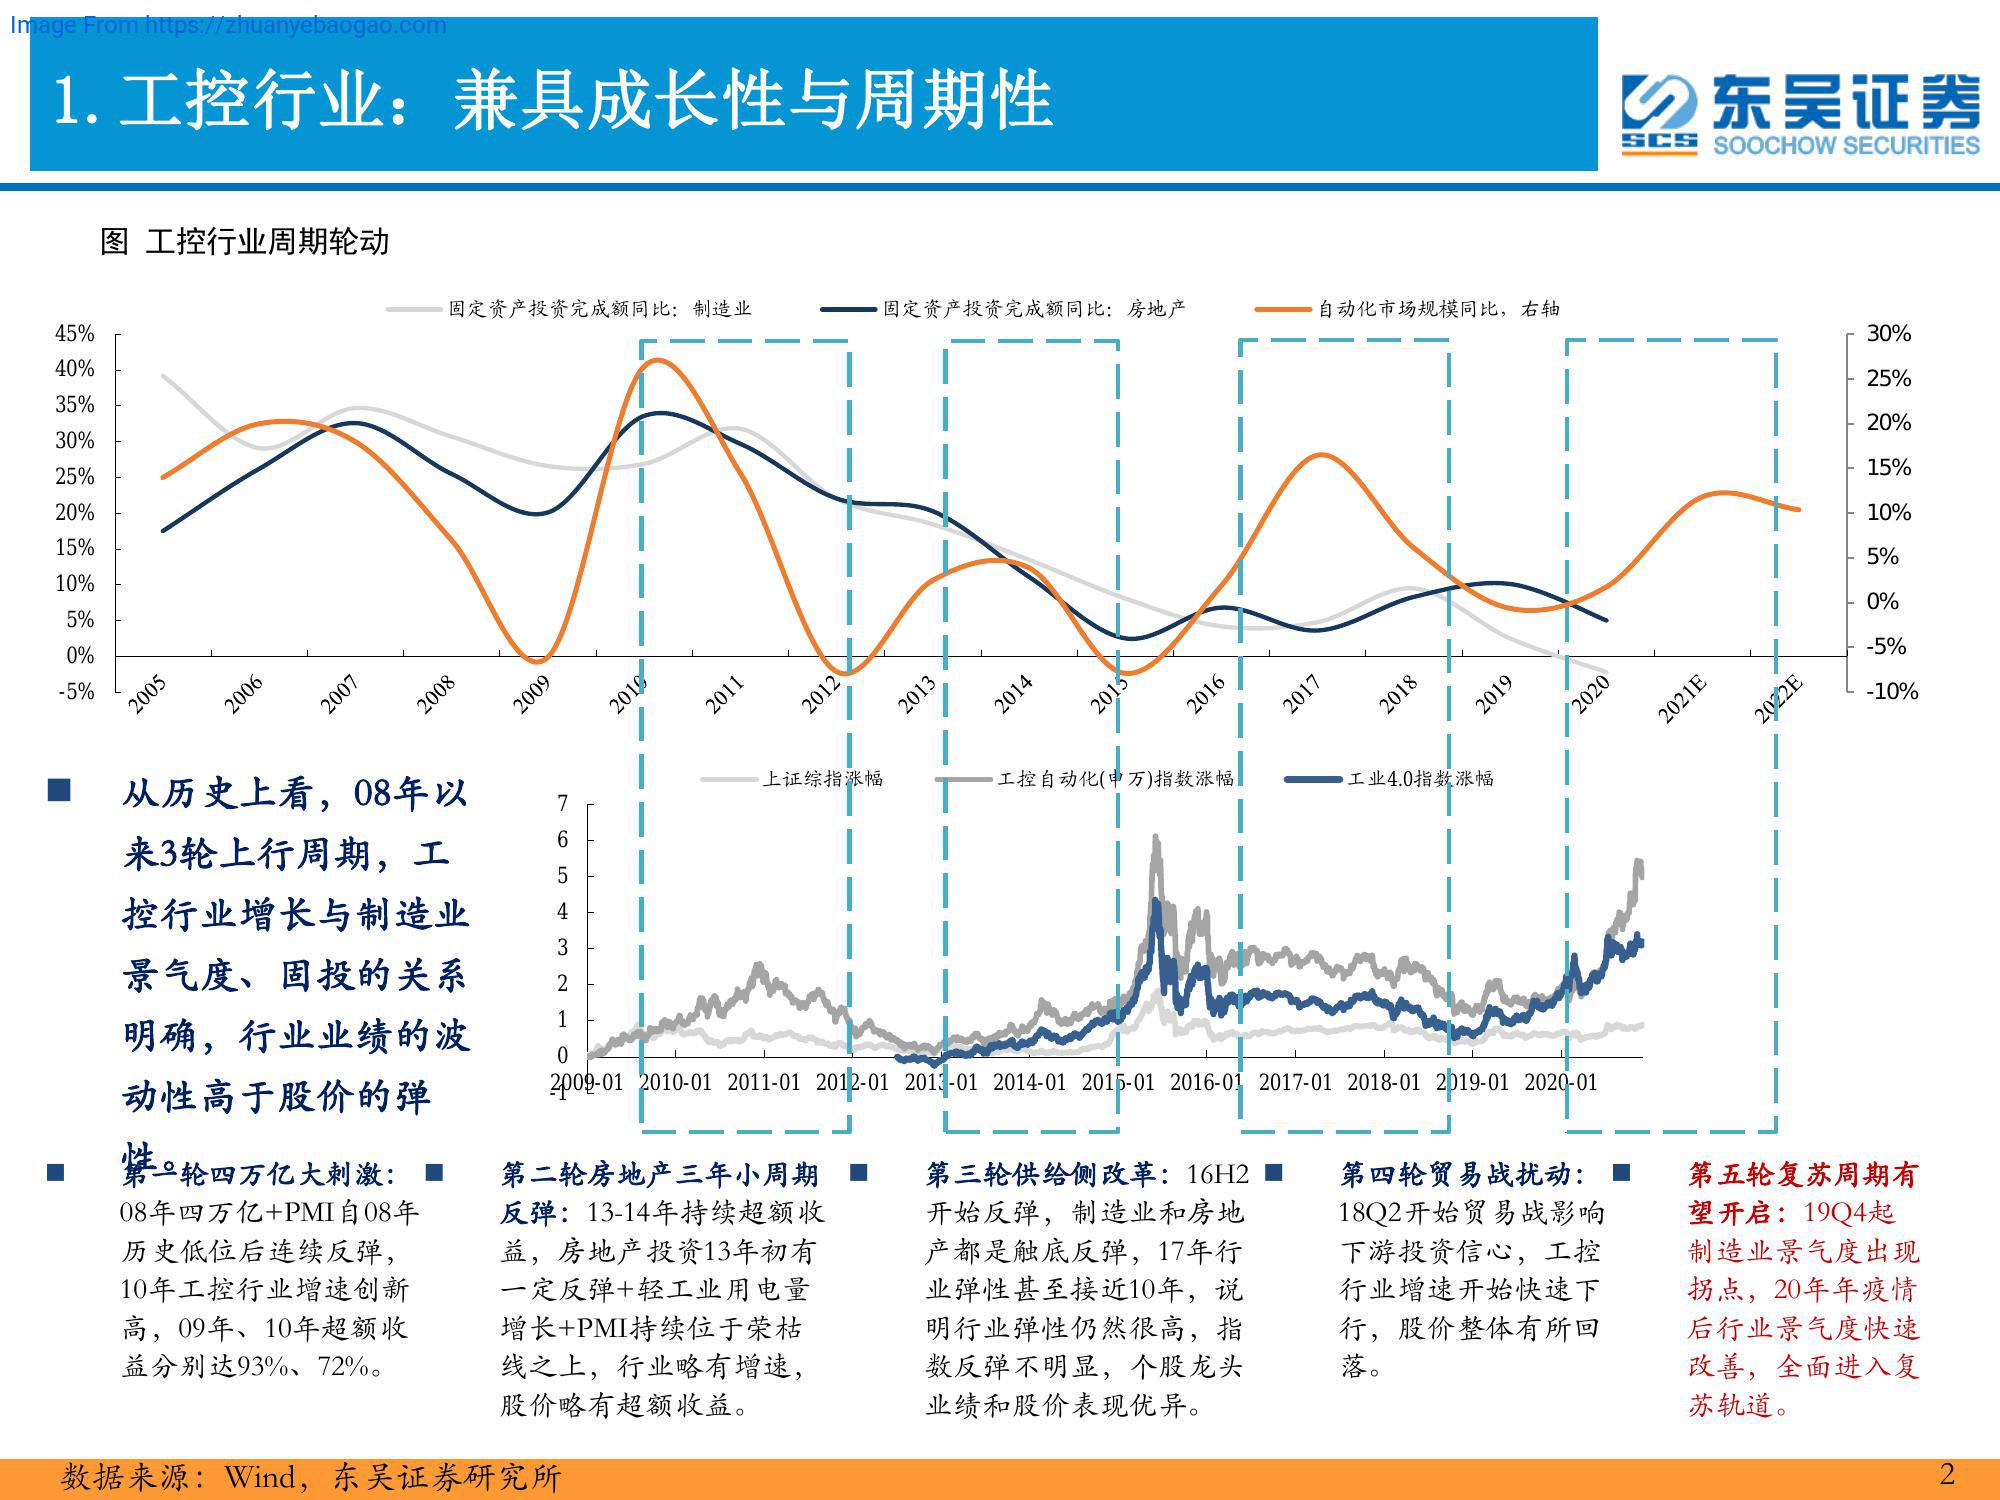 Image From https://zhuanyebaogao.com
1.工控行业：兼具成长性与周期性
SCS
东吴证券
SOOCHOW SECURITIES
图 工控行业周期轮动
固定资产投资完成额同比：制造业
固定资产投资完成额同比：房地产
自动化市场规模同比，右轴
45%
40%
35%
30%
25%
20%
15%
10%
5%
0%
-5%
30%
25%
20%
15%
10%
5%
0%
-5%
-10%
2005
2006
2007
2008
2009
2010
2011
2012
2013
2014
2015
2016
2017
2018
2019
2020
2021E
2022E
从历史上看，08年以
来3轮上行周期，工
控行业增长与制造业
景气度、固投的关系
明确，行业业绩的波
动性高于股价的弹
性。
上证综指涨幅
工控自动化(申万)指数涨幅
工业4.0指数涨幅
7
6
5
4
3
2
1
0
-1
2009-01
2010-01
2011-01
2012-01
2013-01
2014-01
2015-01
2016-01
2017-01
2018-01
2019-01
2020-01
第一轮四万亿大刺激：
08年四万亿+PMI自08年
历史低位后连续反弹，
10年工控行业增速创新
高，09年、10年超额收
益分别达93%、72%。
第二轮房地产三年小周期
反弹：13-14年持续超额收
益，房地产投资13年初有
一定反弹+轻工业用电量
增长+PMI持续位于荣枯
线之上，行业略有增速，
股价略有超额收益。
第三轮供给侧改革：16H2
开始反弹，制造业和房地
产都是触底反弹，17年行
业弹性甚至接近10年，说
明行业弹性仍然很高，指
数反弹不明显，个股龙头
业绩和股价表现优异。
第四轮贸易战扰动：
18Q2开始贸易战影响
下游投资信心，工控
行业增速开始快速下
行，股价整体有所回
落。
第五轮复苏周期有
望开启：19Q4起
制造业景气度出现
拐点，20年年疫情
后行业景气度快速
改善，全面进入复
苏轨道。
数据来源：Wind，东吴证券研究所
2